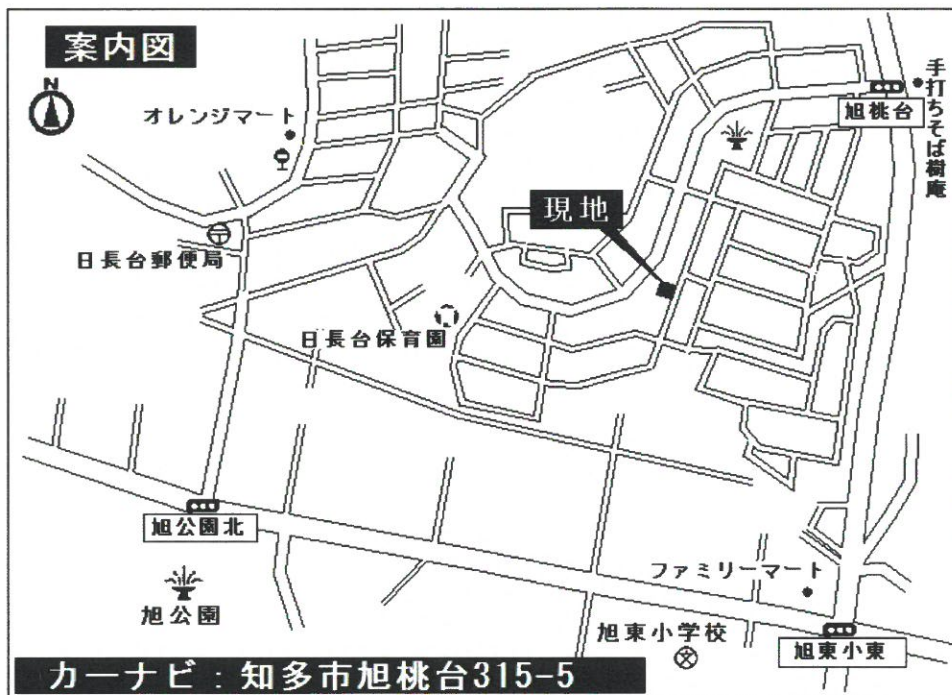 案内図
N
オレンジマート
旭桃台
手打ちそば樹庵
現地
日長台郵便局
日長台保育園
旭公園北
旭公園
ファミリーマート
旭東小学校
旭東小東
カーナビ：知多市旭桃台315-5